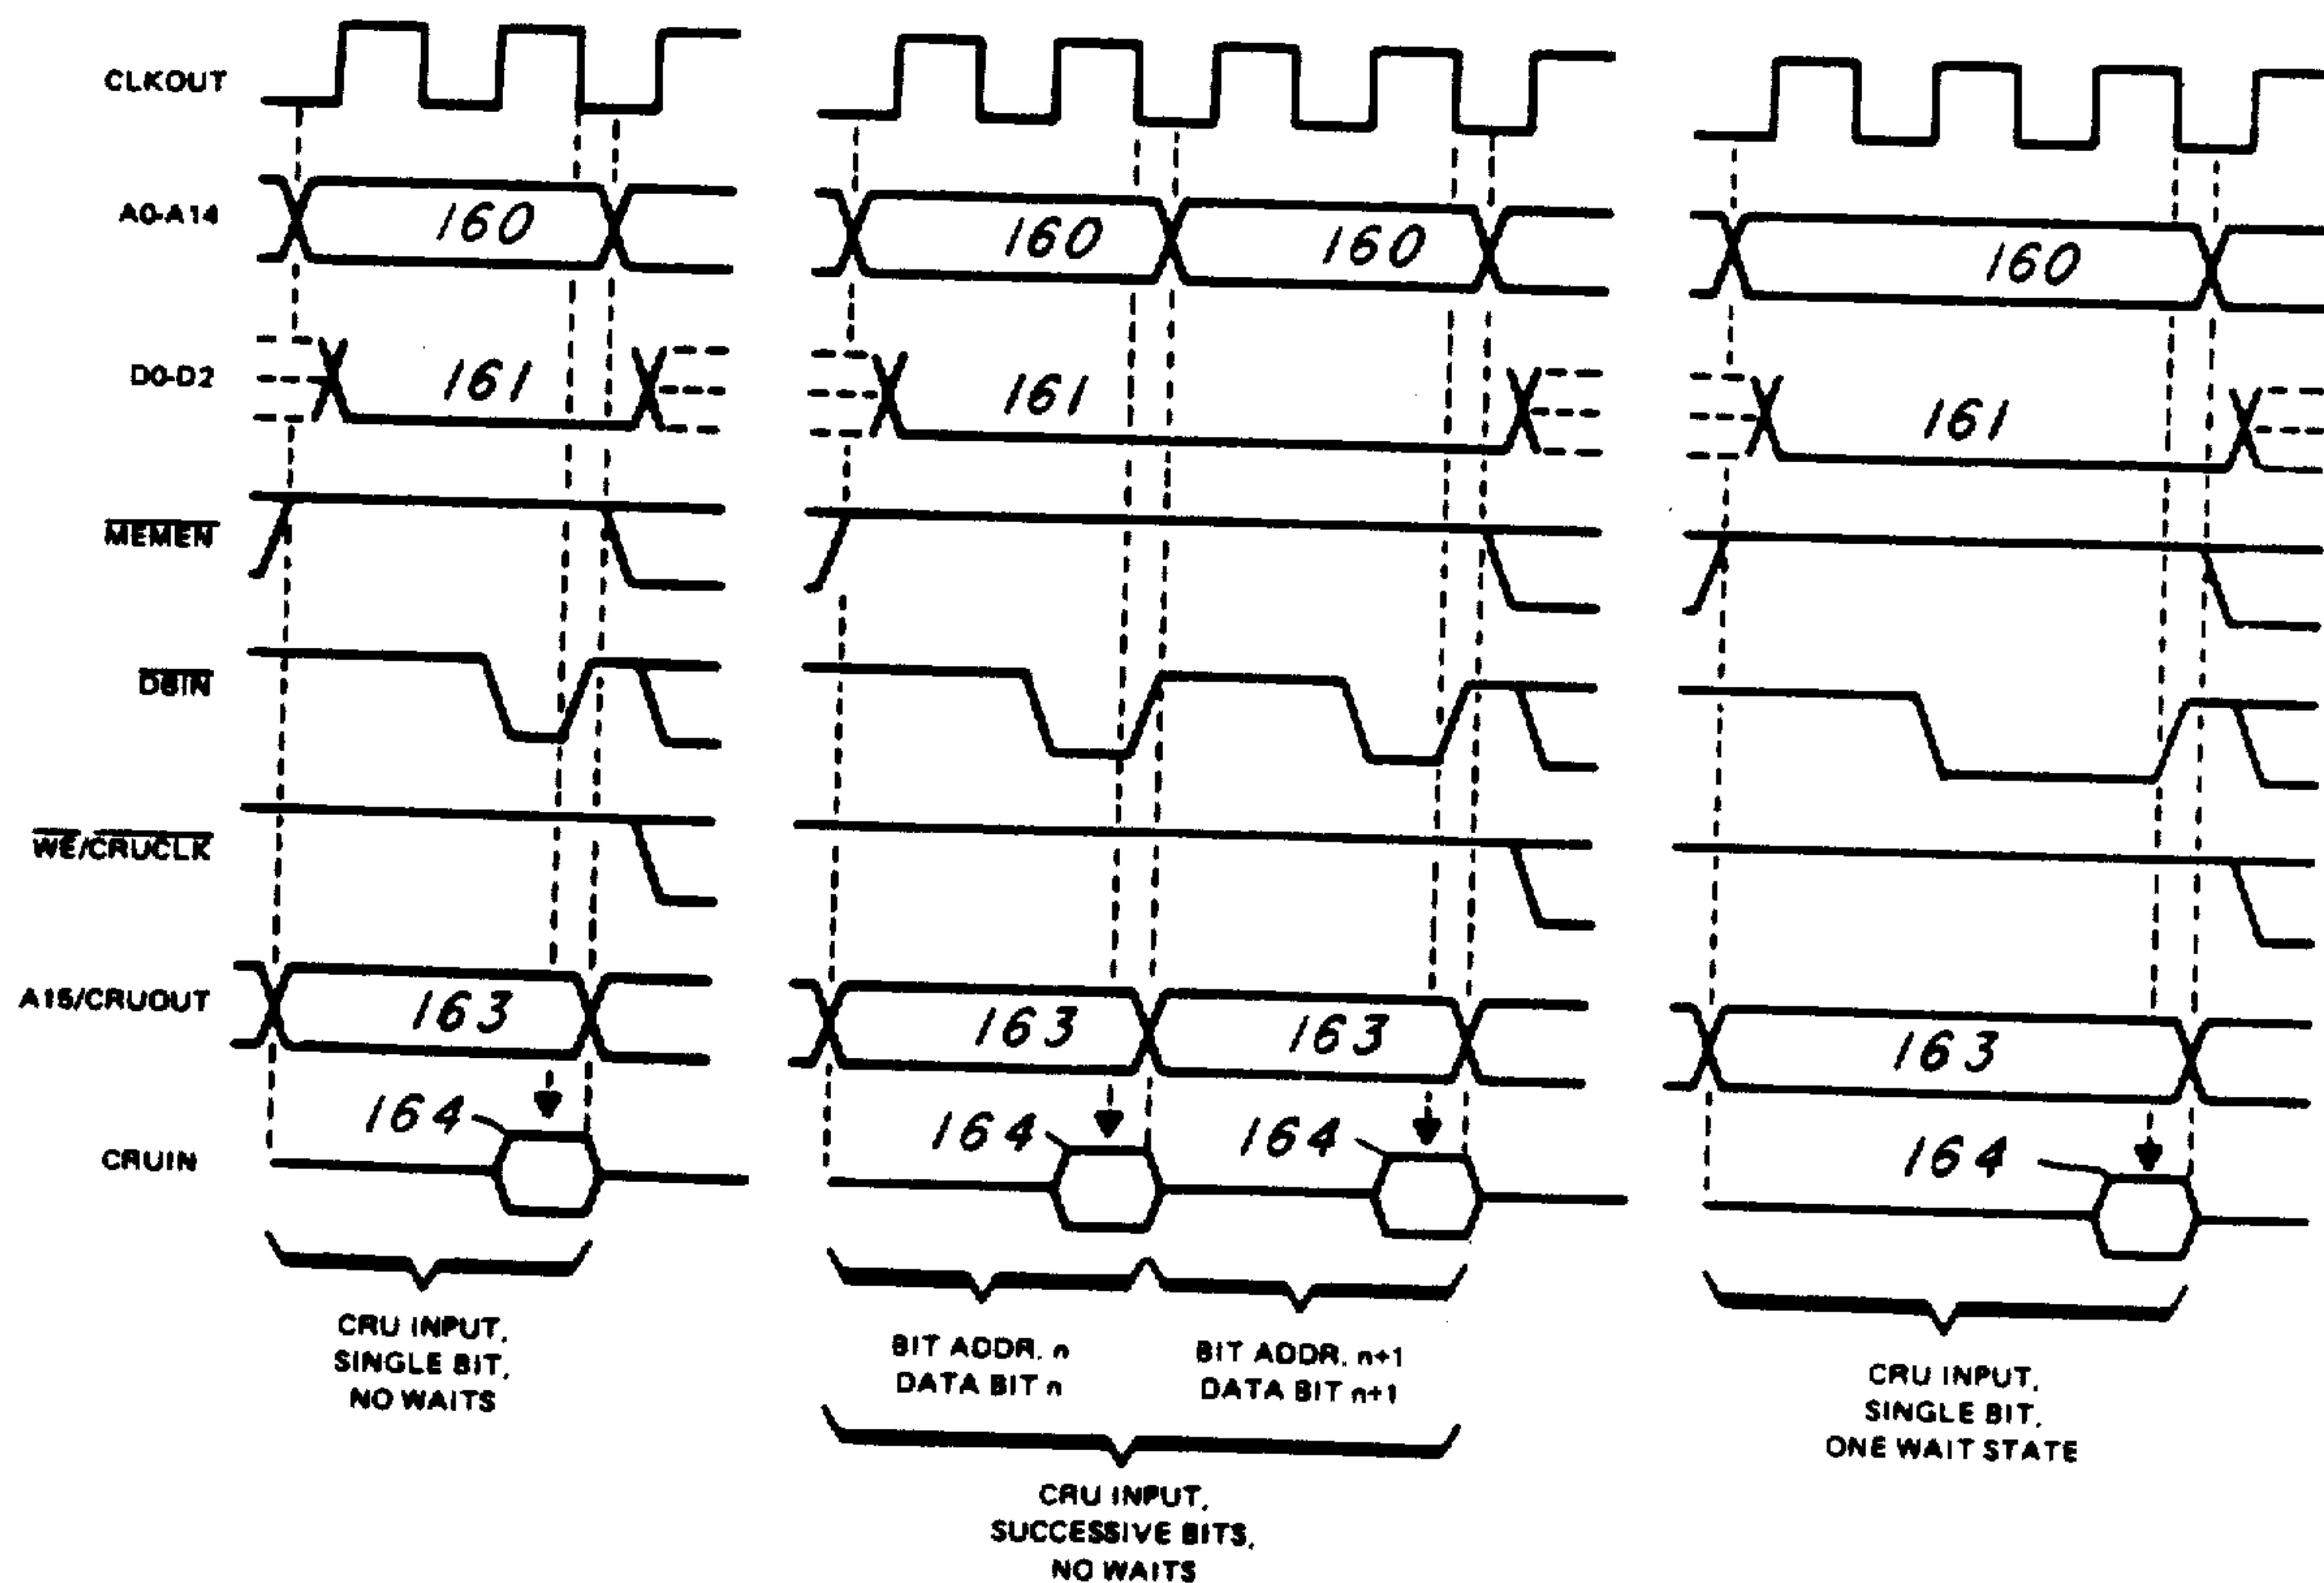 CLKOUT
A0-A14
160
160
160
160
D0-D2
161
161
161
MEMEN
DBIN
WE/CRUCLK
A15/CRUOUT
163
163
163
163
CRUIN
164
164
164
164
CRU INPUT,
SINGLE BIT,
NO WAITS
BIT ADDR. n
DATA BIT n
BIT ADDR. n+1
DATA BIT n+1
CRU INPUT,
SUCCESSIVE BITS,
NO WAITS
CRU INPUT,
SINGLE BIT,
ONE WAIT STATE